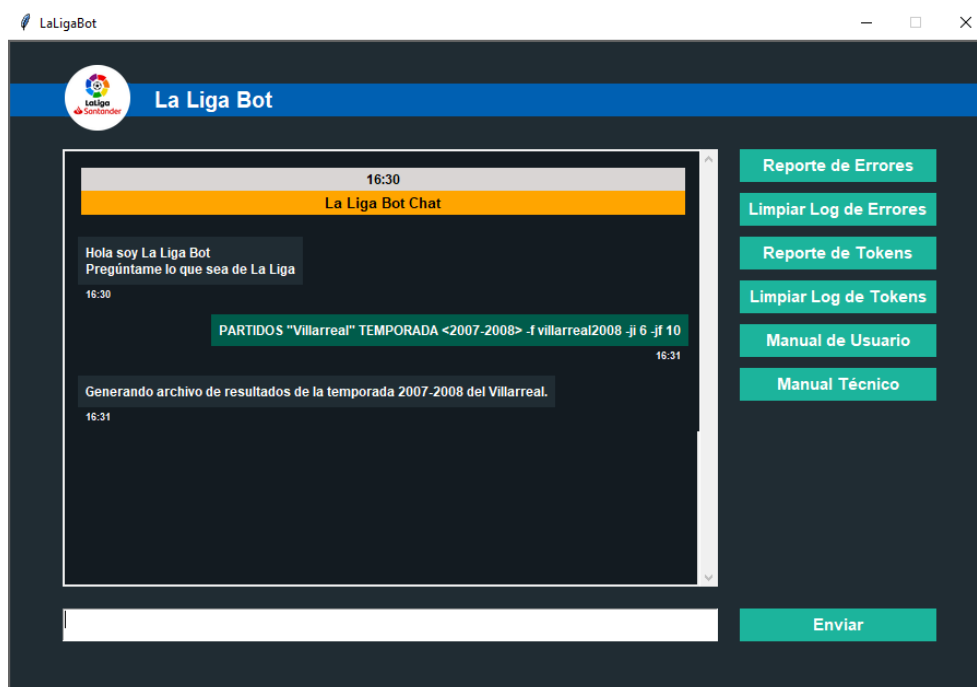 LaLigaBot
LaLiga
Santander
La Liga Bot
16:30
La Liga Bot Chat
Hola soy La Liga Bot
Pregúntame lo que sea de La Liga
16:30
PARTIDOS "Villarreal" TEMPORADA <2007-2008> -f villarreal2008 -ji 6 -jf 10
16:31
Generando archivo de resultados de la temporada 2007-2008 del Villarreal.
16:31
Reporte de Errores
Limpiar Log de Errores
Reporte de Tokens
Limpiar Log de Tokens
Manual de Usuario
Manual Técnico
Enviar